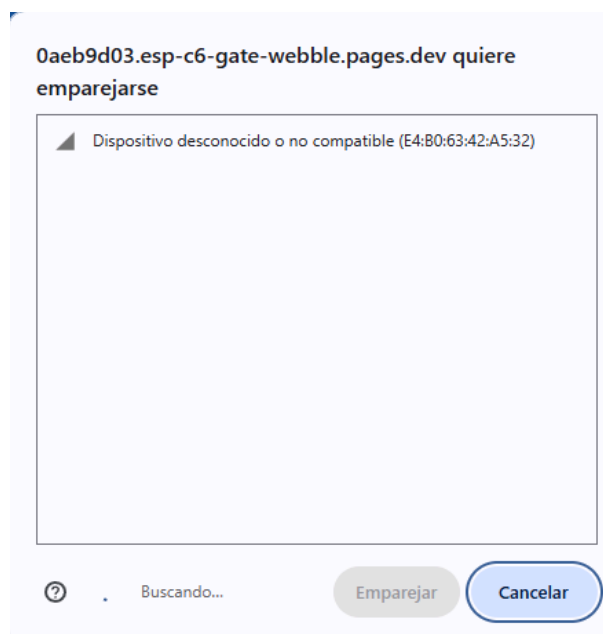 0aeb9d03.esp-c6-gate-webble.pages.dev quiere
emparejarse
Dispositivo desconocido o no compatible (E4:B0:63:42:A5:32)
Buscando...
Emparejar
Cancelar